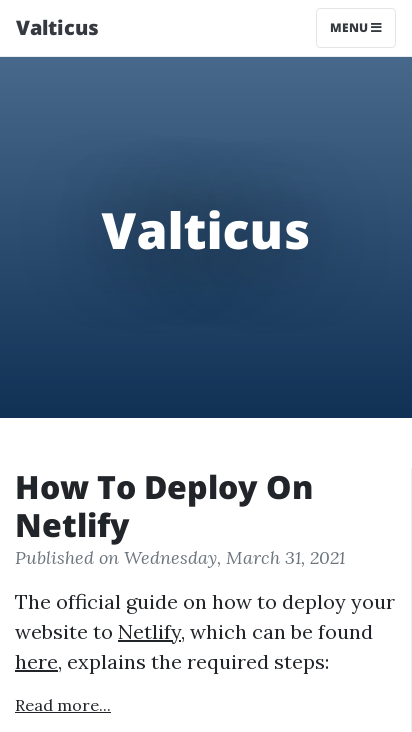 Valticus
MENU
Valticus
How To Deploy On
Netlify
Published on Wednesday, March 31, 2021
The official guide on how to deploy your
website to Netlify, which can be found
here, explains the required steps:
Read more...